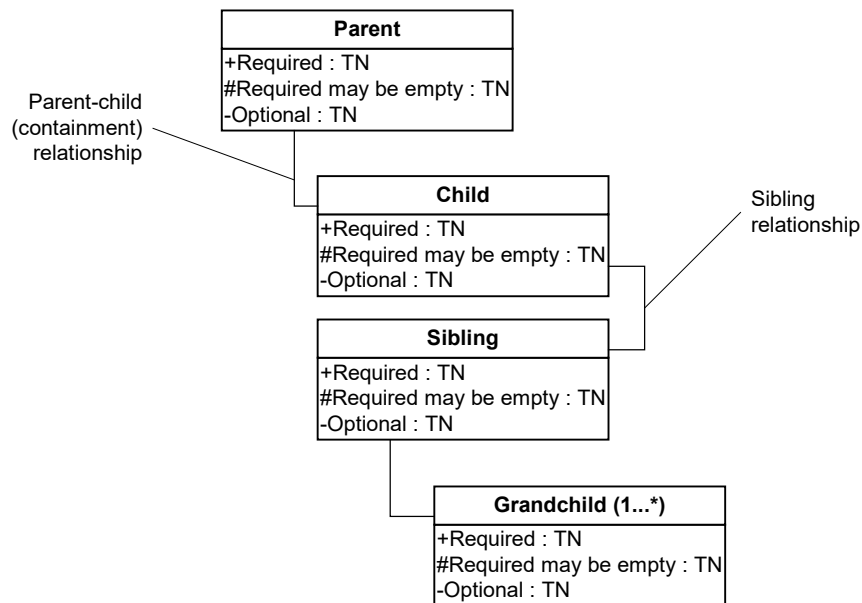 Parent
+Required : TN
#Required may be empty : TN
-Optional : TN
Parent-child
(containment)
relationship
Child
+Required : TN
#Required may be empty : TN
-Optional : TN
Sibling
relationship
Sibling
+Required : TN
#Required may be empty : TN
-Optional : TN
Grandchild (1...*)
+Required : TN
#Required may be empty : TN
-Optional : TN